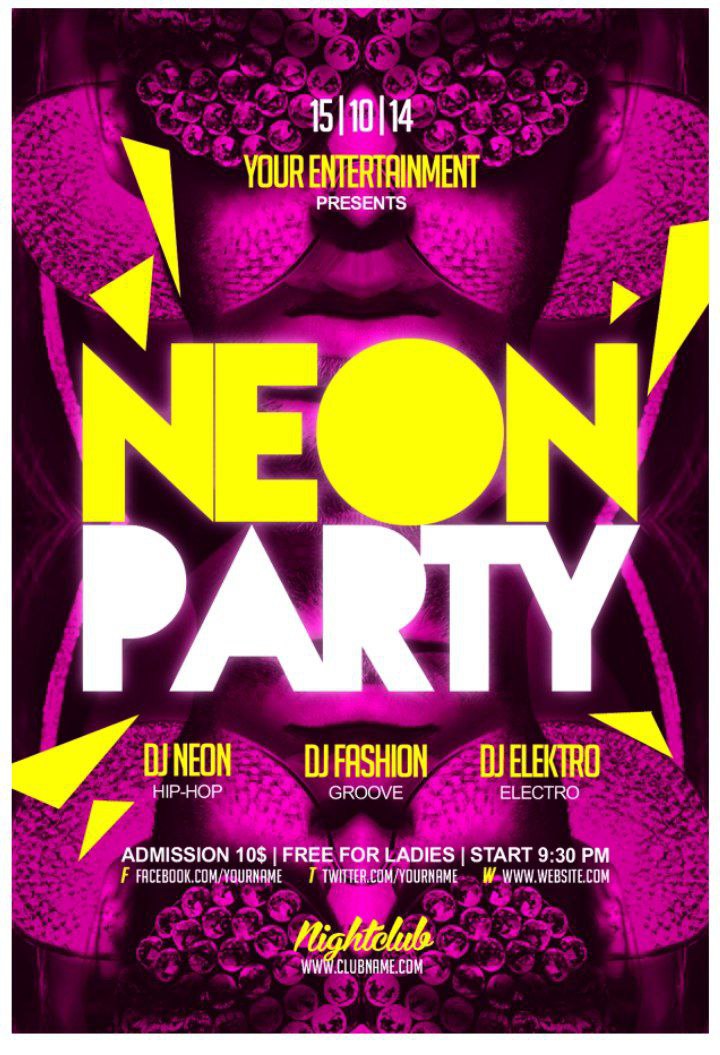 15|10|14
YOUR ENTERTAINMENT
PRESENTS
NEON
PARTY
DJ NEON DJ FASHION DJ ELEKTRO
HIP-HOP GROOVE ELECTRO
ADMISSION 10$ | FREE FOR LADIES | START 9:30 PM
F FACEBOOK.COM/YOURNAME T TWITTER.COM/YOURNAME W WWW.WEBSITE.COM
Nightclub
WWW.CLUBNAME.COM